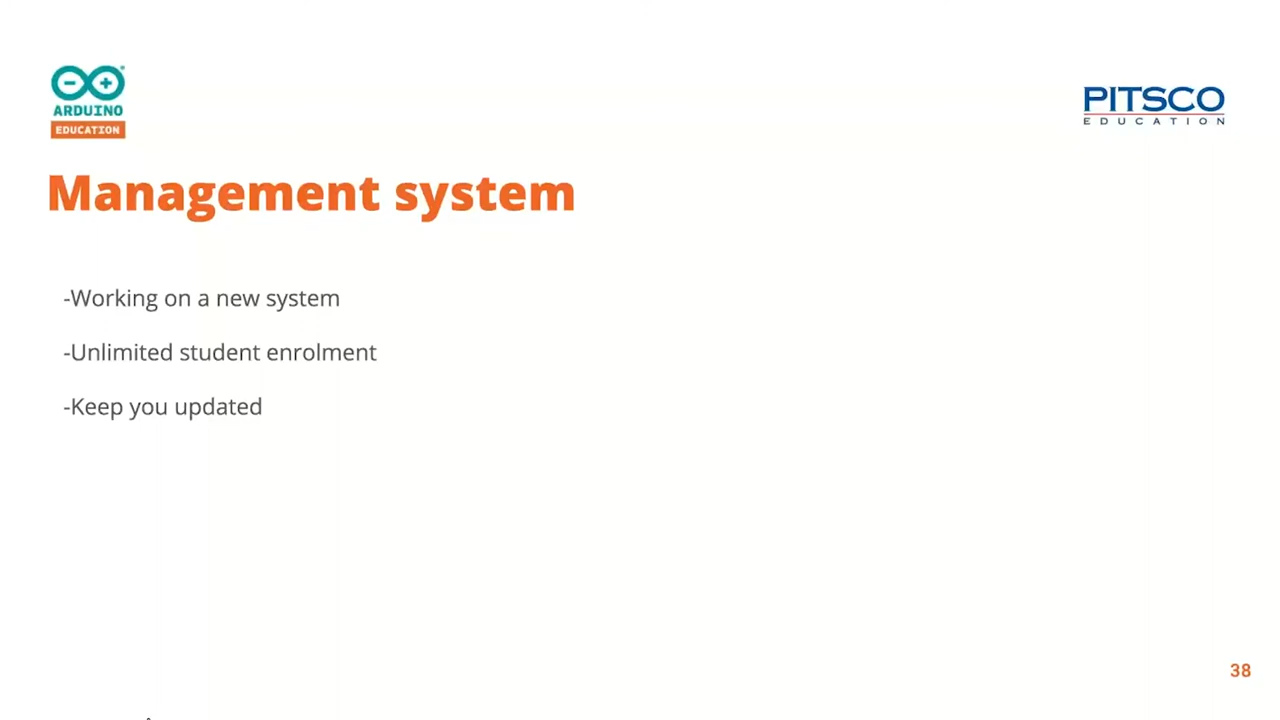 ARDUINO
EDUCATION
PITSCO
EDUCATION
Management system
-Working on a new system
-Unlimited student enrolment
-Keep you updated
38